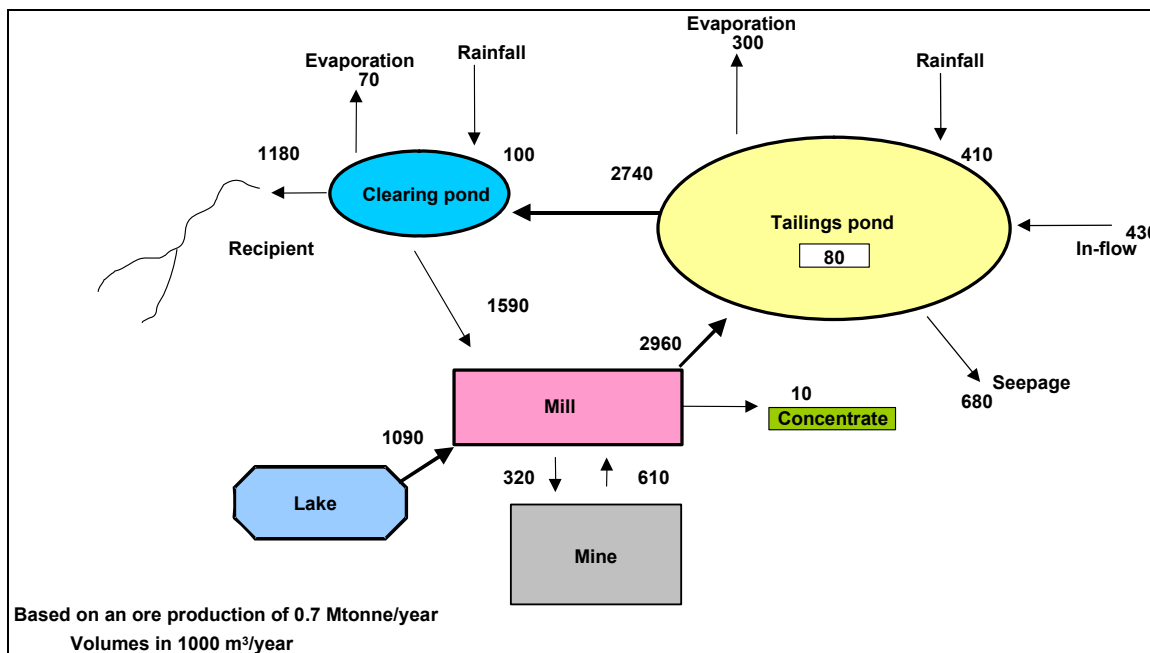 Evaporation
300
Evaporation
70
Rainfall
Rainfall
1180
100
2740
410
Clearing pond
Tailings pond
430
In-flow
80
Recipient
1590
2960
Seepage
680
10
Concentrate
Mill
1090
320
610
Lake
Mine
Based on an ore production of 0.7 Mtonne/year
Volumes in 1000 m³/year